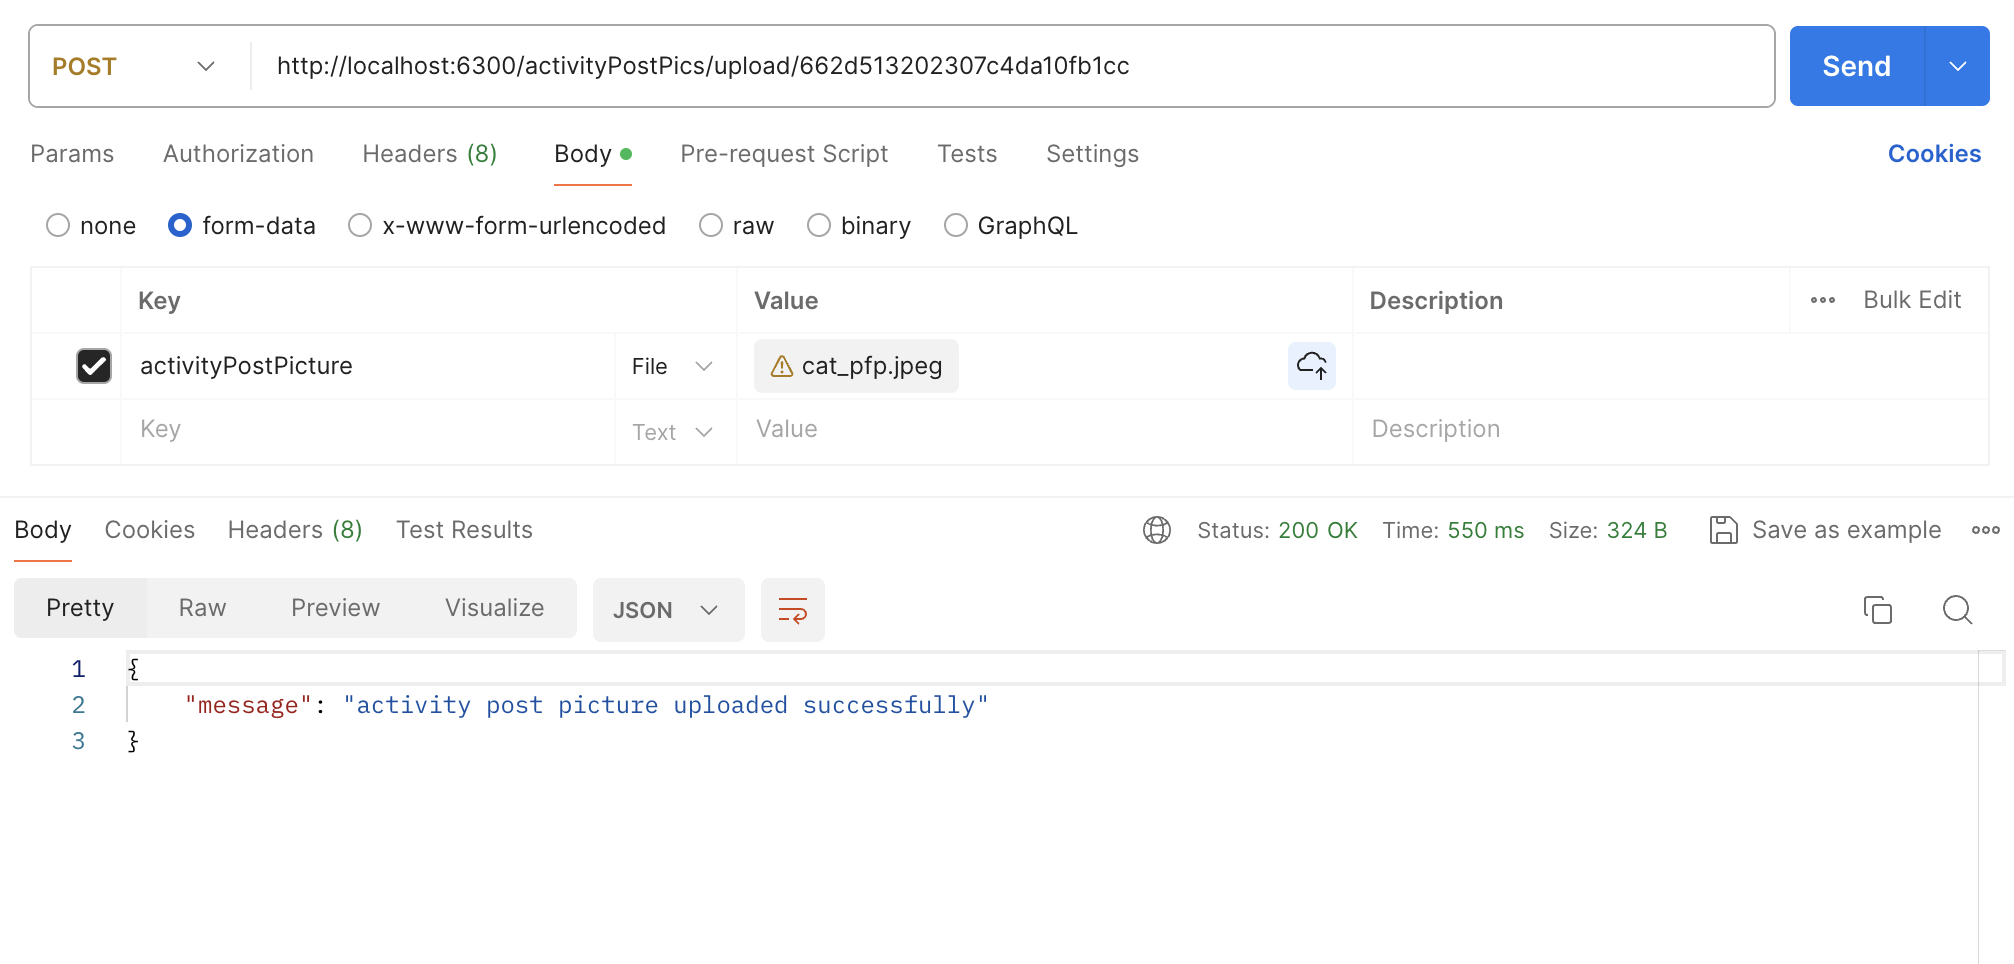 POST http://localhost:6300/activityPostPics/upload/662d513202307c4da10fb1cc Send
Params Authorization Headers (8) Body Pre-request Script Tests Settings Cookies
none form-data x-www-form-urlencoded raw binary GraphQL
Key Value Description Bulk Edit
activityPostPicture File cat_pfp.jpeg
Key Text Value Description
Body Cookies Headers (8) Test Results Status: 200 OK Time: 550 ms Size: 324 B Save as example
Pretty Raw Preview Visualize JSON
1 {
2 "message": "activity post picture uploaded successfully"
3 }